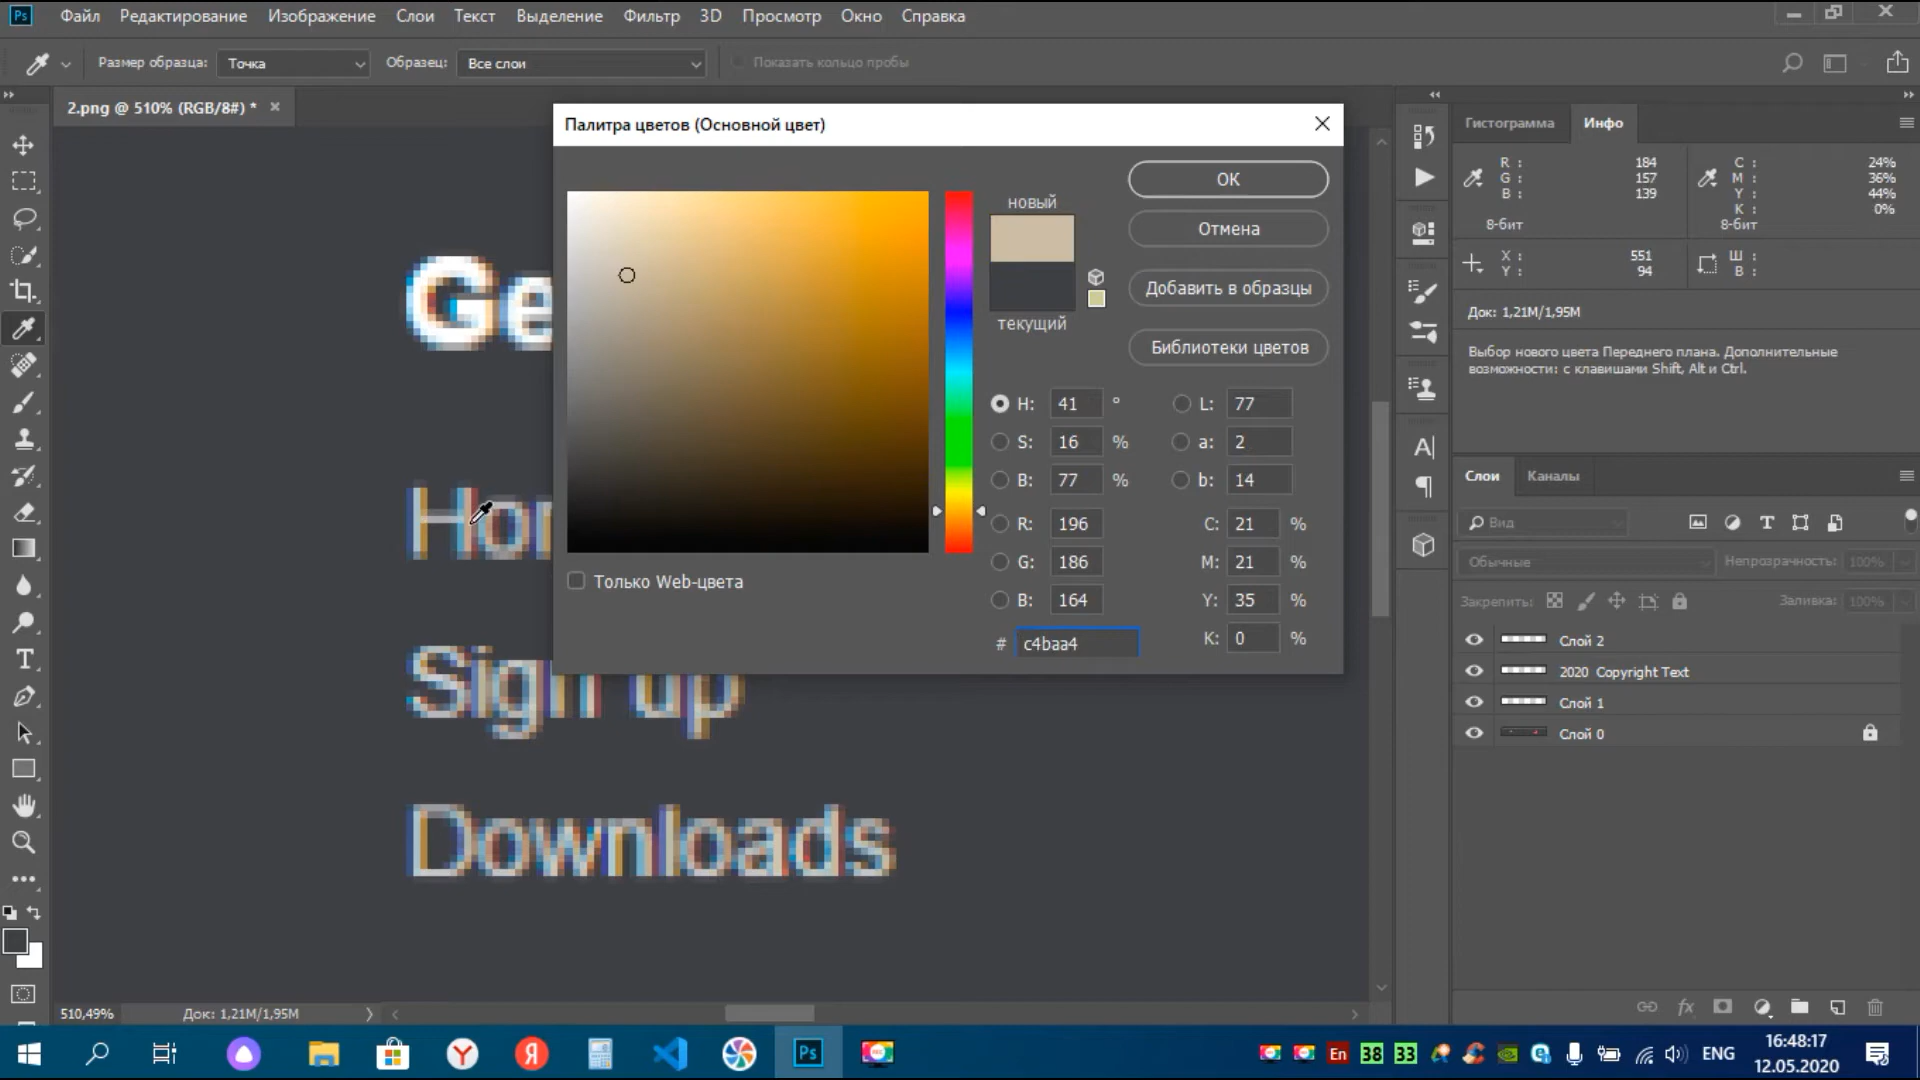 Файл Редактирование Изображение Слои Текст Выделение Фильтр 3D Просмотр Окно Справка
Размер образца: Точка Образец: Все слои Показать кольцо пробы
2.png @ 510% (RGB/8#) *
Палитра цветов (Основной цвет)
новый
текущий
ОК
Отмена
Добавить в образцы
Библиотеки цветов
H: 41 °
S: 16 %
B: 77 %
R: 196
G: 186
B: 164
# c4baa4
L: 77
a: 2
b: 14
C: 21 %
M: 21 %
Y: 35 %
K: 0 %
Только Web-цвета
Ge
Hor
Sign up
Downloads
Гистограмма Инфо
R : 184
G : 157
B : 139
8-бит
C : 24%
M : 36%
Y : 44%
K : 0%
8-бит
X : 551
Y : 94
Ш :
В :
Док: 1,21M/1,95M
Выбор нового цвета Переднего плана. Дополнительные
возможности: с клавишами Shift, Alt и Ctrl.
Слои Каналы
Вид
Обычные Непрозрачность: 100%
Закрепить: Заливка: 100%
Слой 2
2020 Copyright Text
Слой 1
Слой 0
510,49% Док: 1,21M/1,95M
En 38 33 ENG
16:48:17
12.05.2020